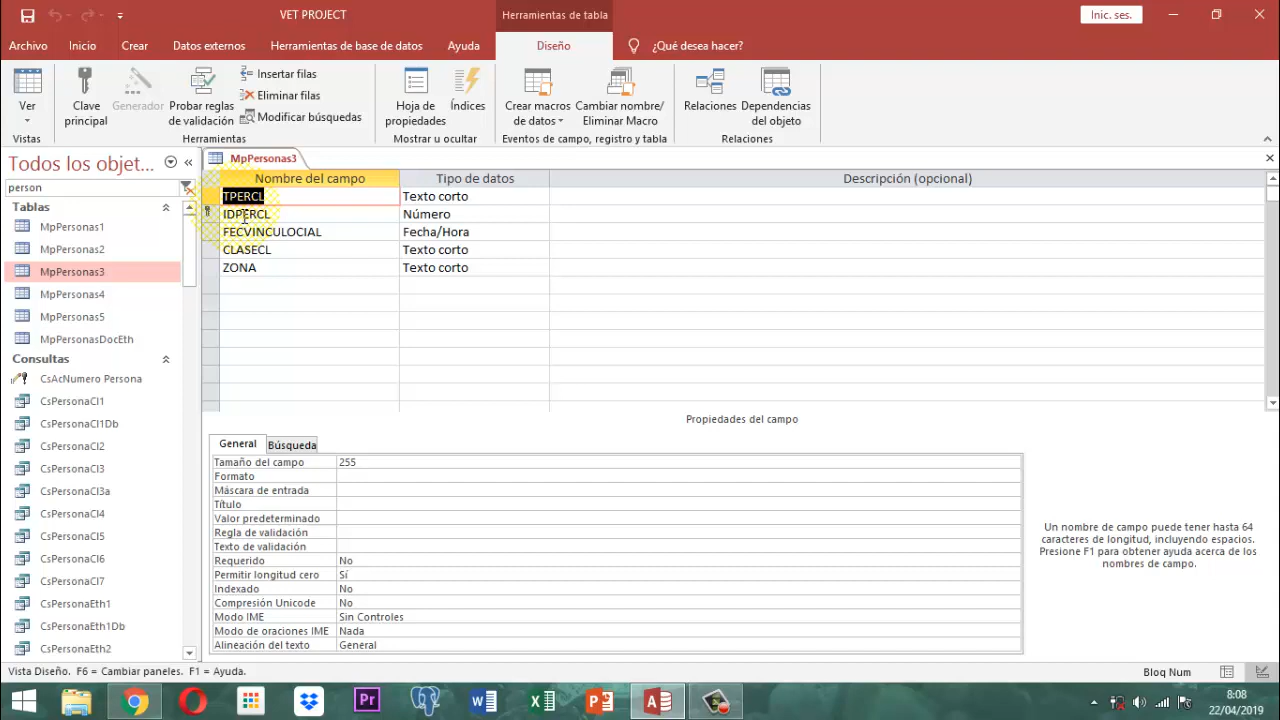 VET PROJECT
Herramientas de tabla
Inic. ses.
Archivo
Inicio
Crear
Datos externos
Herramientas de base de datos
Ayuda
Diseño
¿Qué desea hacer?
Ver
Clave principal
Generador
Probar reglas de validación
Insertar filas
Eliminar filas
Modificar búsquedas
Hoja de propiedades
Índices
Crear macros de datos
Cambiar nombre/ Eliminar Macro
Relaciones
Dependencias del objeto
Vistas
Herramientas
Mostrar u ocultar
Eventos de campo, registro y tabla
Relaciones
Todos los objet...
person
Tablas
MpPersonas1
MpPersonas2
MpPersonas3
MpPersonas4
MpPersonas5
MpPersonasDocEth
Consultas
CsAcNumero Persona
CsPersonaCl1
CsPersonaCl1Db
CsPersonaCl2
CsPersonaCl3
CsPersonaCl3a
CsPersonaCl4
CsPersonaCl5
CsPersonaCl6
CsPersonaCl7
CsPersonaEth1
CsPersonaEth1Db
CsPersonaEth2
MpPersonas3
Nombre del campo Tipo de datos Descripción (opcional)
TPERCL Texto corto
IDPERCL Número
FECVINCULOCIAL Fecha/Hora
CLASECL Texto corto
ZONA Texto corto
Propiedades del campo
General Búsqueda
Tamaño del campo 255
Formato
Máscara de entrada
Título
Valor predeterminado
Regla de validación
Texto de validación
Requerido No
Permitir longitud cero Sí
Indexado No
Compresión Unicode No
Modo IME Sin Controles
Modo de oraciones IME Nada
Alineación del texto General
Un nombre de campo puede tener hasta 64
caracteres de longitud, incluyendo espacios.
Presione F1 para obtener ayuda acerca de los
nombres de campo.
Vista Diseño. F6 = Cambiar paneles. F1 = Ayuda.
Bloq Num
Pr
8:08
22/04/2019